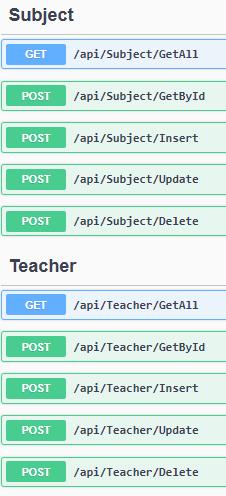 Subject
GET /api/Subject/GetAll
POST /api/Subject/GetById
POST /api/Subject/Insert
POST /api/Subject/Update
POST /api/Subject/Delete
Teacher
GET /api/Teacher/GetAll
POST /api/Teacher/GetById
POST /api/Teacher/Insert
POST /api/Teacher/Update
POST /api/Teacher/Delete